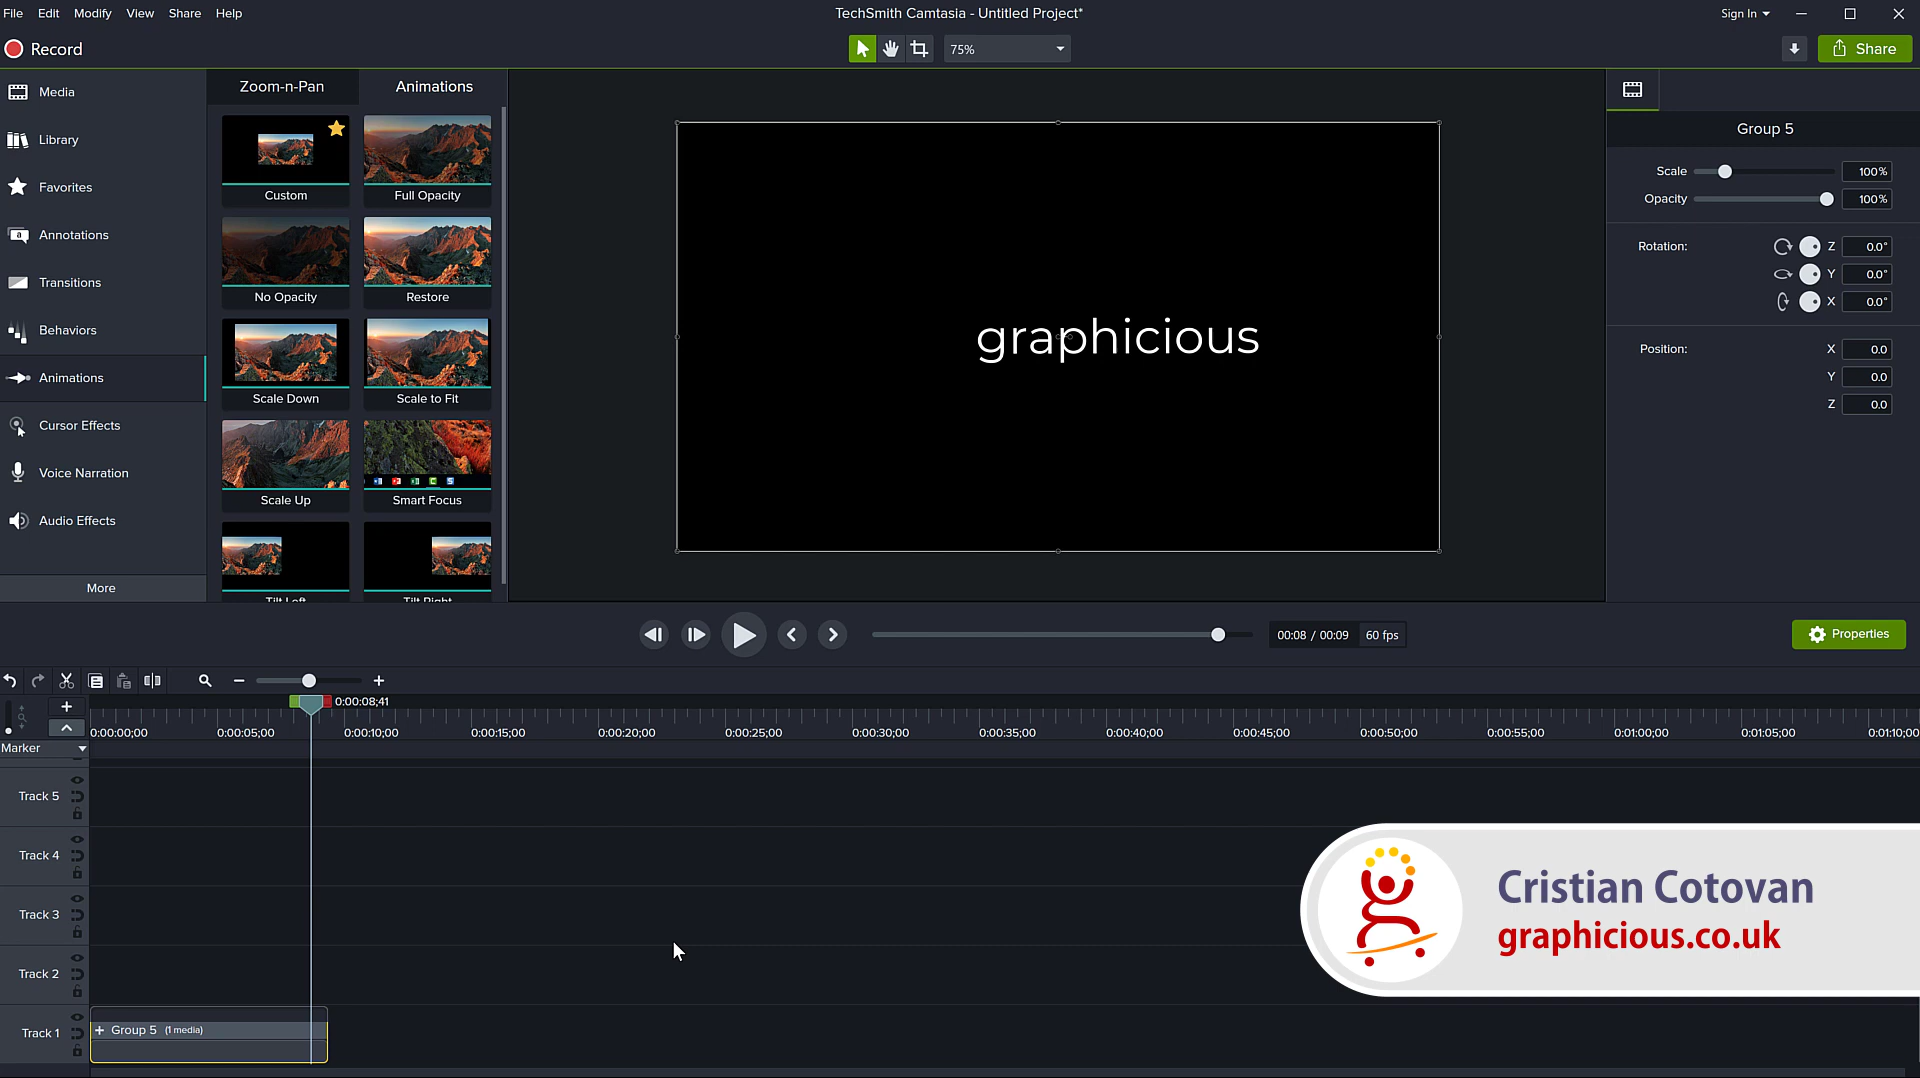 File Edit Modify View Share Help
TechSmith Camtasia - Untitled Project*
Sign In
Record
75%
Share
Media
Library
Favorites
Annotations
Transitions
Behaviors
Animations
Cursor Effects
Voice Narration
Audio Effects
More
Zoom-n-Pan Animations
Custom Full Opacity
No Opacity Restore
Scale Down Scale to Fit
Scale Up Smart Focus
Tilt Left Tilt Right
graphicious
Group 5
Scale 100%
Opacity 100%
Rotation: Z 0.0°
Y 0.0°
X 0.0°
Position: X 0.0
Y 0.0
Z 0.0
00:08 / 00:09 60 fps
Properties
0:00:08;41
0:00:00;00 0:00:05;00 0:00:10;00 0:00:15;00 0:00:20;00 0:00:25;00 0:00:30;00 0:00:35;00 0:00:40;00 0:00:45;00 0:00:50;00 0:00:55;00 0:01:00;00 0:01:05;00 0:01:10;00
Marker
Track 5
Track 4
Track 3
Track 2
Track 1
+ Group 5 (1 media)
Cristian Cotovan
graphicious.co.uk